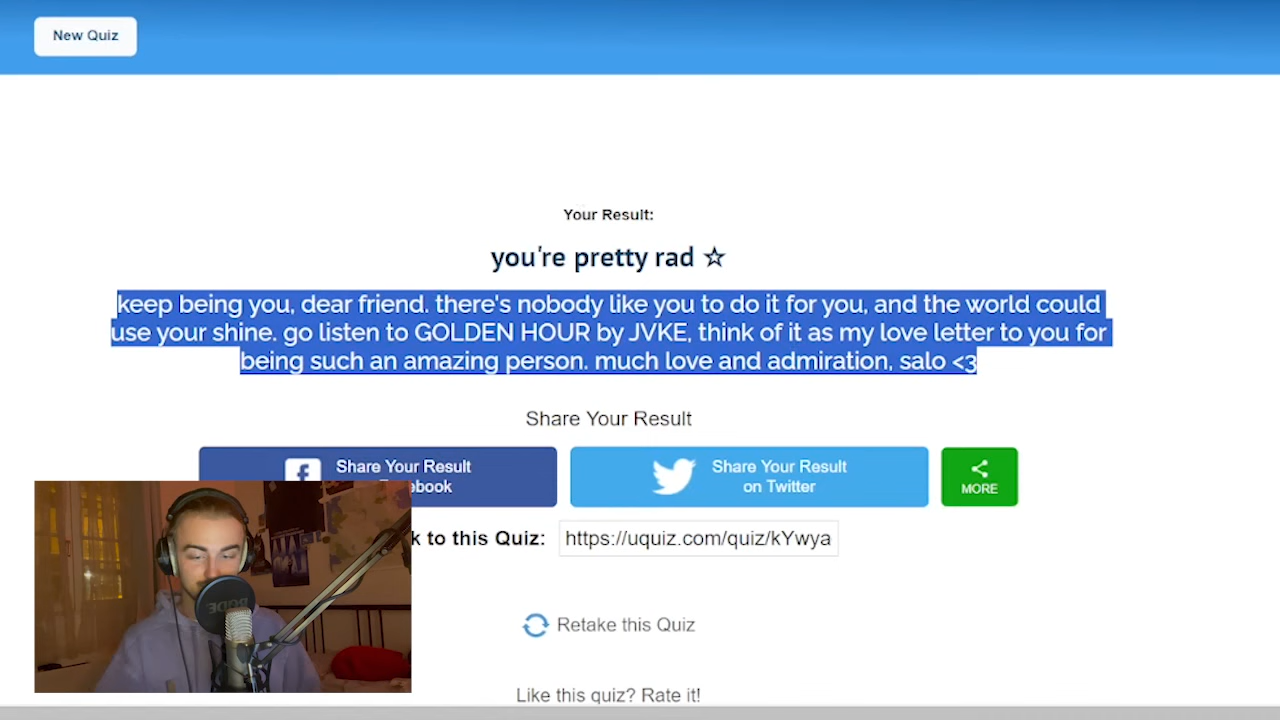 New Quiz
Your Result:
you're pretty rad ☆
keep being you, dear friend. there's nobody like you to do it for you, and the world could
use your shine. go listen to GOLDEN HOUR by JVKE, think of it as my love letter to you for
being such an amazing person. much love and admiration, salo <3
Share Your Result
Share Your Result
Share Your Result
on Twitter
MORE
to this Quiz:
https://uquiz.com/quiz/kYwya
RODE
Retake this Quiz
Like this quiz? Rate it!